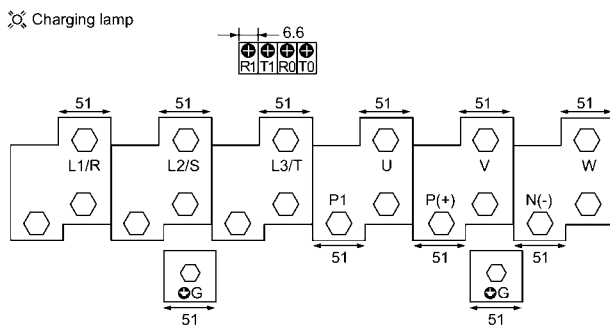 Charging lamp
6.6
R1 T1 R0 T0
51 51 51 51 51 51
L1/R L2/S L3/T U V W
P1 P(+) N(-)
51 51 51
G G
51 51